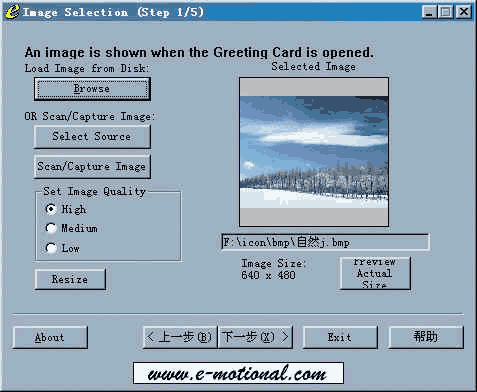 Image Selection (Step 1/5)
An image is shown when the Greeting Card is opened.
Load Image from Disk:
Selected Image
Browse
OR Scan/Capture Image:
Select Source
Scan/Capture Image
Set Image Quality
High
Medium
Low
F:\icon\bmp\自然j.bmp
Image Size:
640 x 480
Preview
Actual
Size
Resize
About
< 上一步(B)
下一步(X) >
Exit
帮助
www.e-motional.com